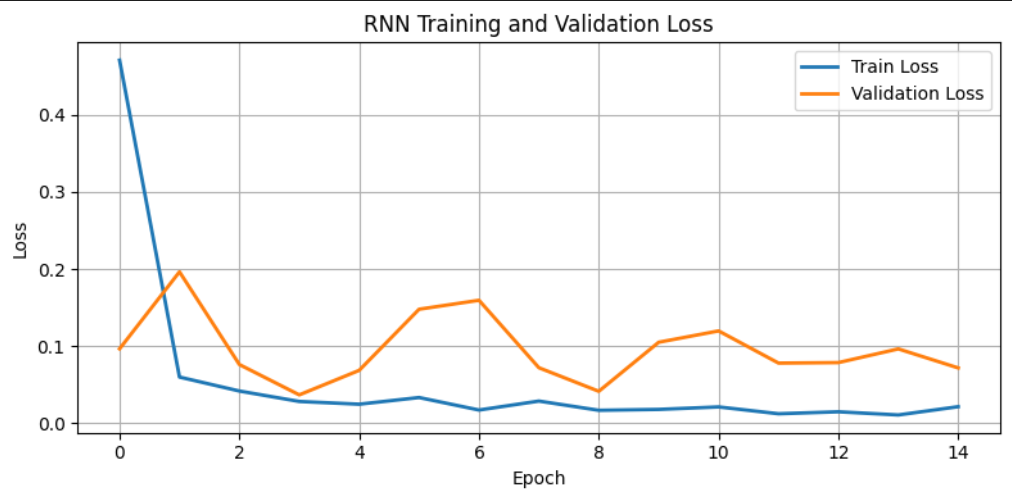 RNN Training and Validation Loss
Train Loss
Validation Loss
Loss
0.4
0.3
0.2
0.1
0.0
0 2 4 6 8 10 12 14
Epoch